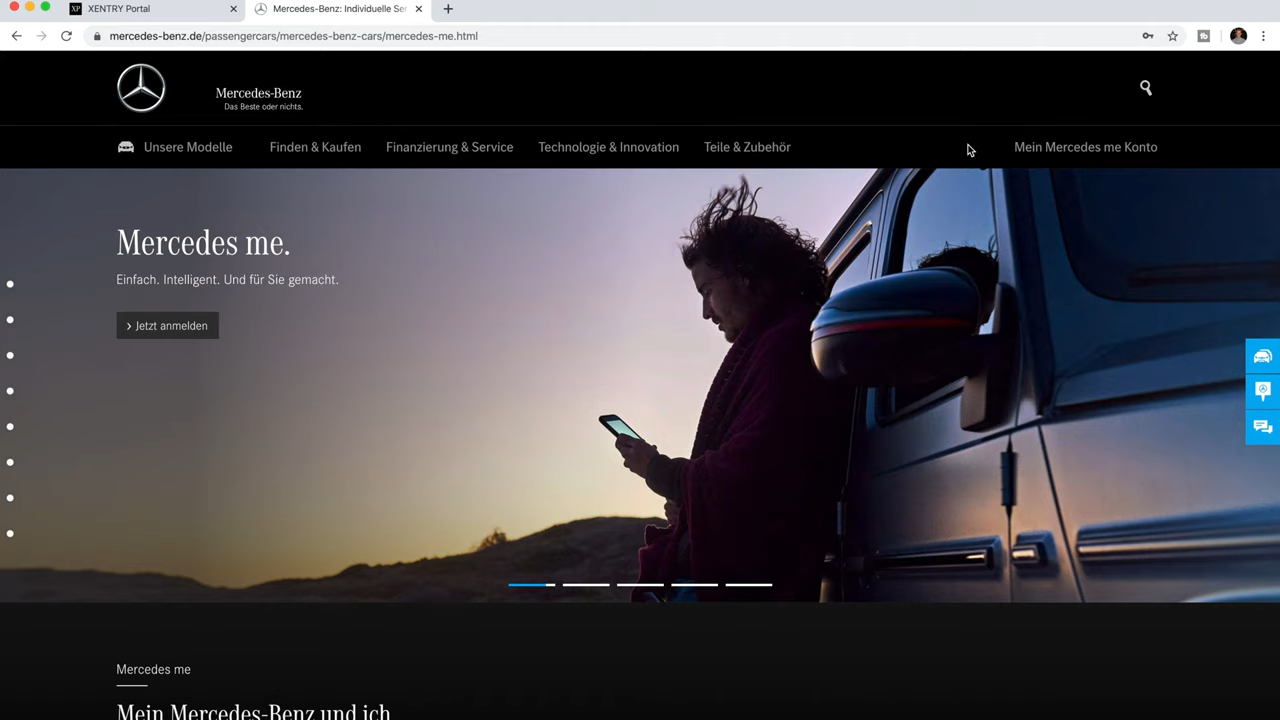 XENTRY Portal
Mercedes-Benz: Individuelle Ser
mercedes-benz.de/passengercars/mercedes-benz-cars/mercedes-me.html
Mercedes-Benz
Das Beste oder nichts.
Unsere Modelle
Finden & Kaufen
Finanzierung & Service
Technologie & Innovation
Teile & Zubehör
Mein Mercedes me Konto
Mercedes me.
Einfach. Intelligent. Und für Sie gemacht.
Jetzt anmelden
Mercedes me
Mein Mercedes-Benz und ich